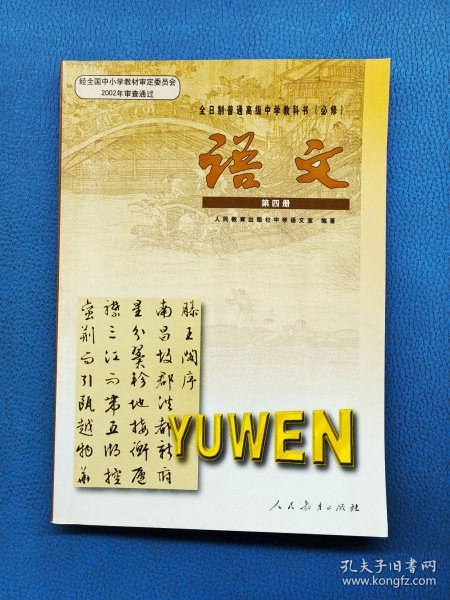 经全国中小学教材审定委员会
2002年审查通过
全日制普通高级中学教科书（必修）
语文
第四册
人民教育出版社中学语文室 编著
滕王阁序
南昌故郡洪都新府
星分翼轸地接衡庐
襟三江而带五湖控
蛮荆而引瓯越物华
YUWEN
人民教育出版社
孔夫子旧书网
www.kongfz.com